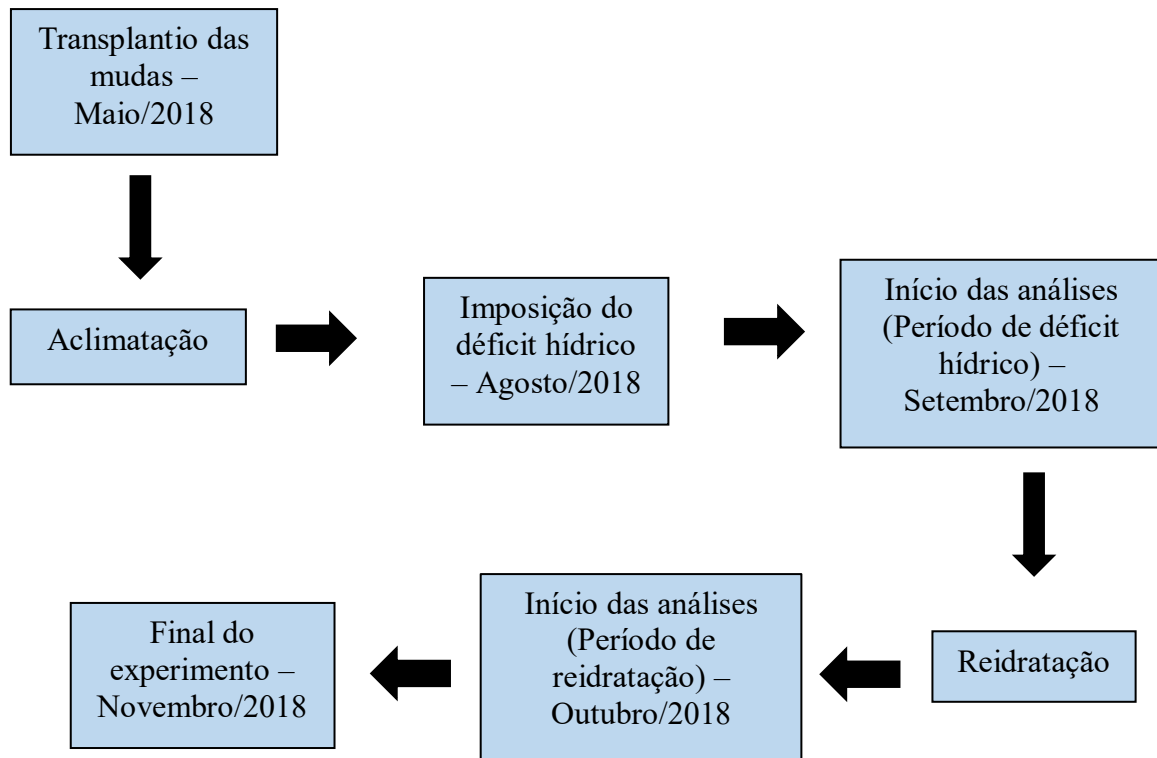 Transplantio das
mudas –
Maio/2018
Aclimatação
Imposição do
déficit hídrico
– Agosto/2018
Início das análises
(Período de déficit
hídrico) –
Setembro/2018
Reidratação
Início das análises
(Período de
reidratação) –
Outubro/2018
Final do
experimento –
Novembro/2018